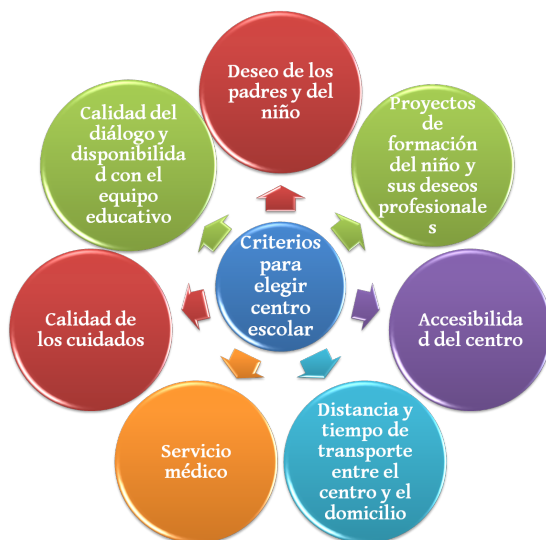 Deseo de los
padres y del
niño
Proyectos
de
formación
del niño y
sus deseos
profesionale
s
Accesibilida
d del centro
Distancia y
tiempo de
transporte
entre el
centro y el
domicilio
Servicio
médico
Calidad de
los cuidados
Calidad del
diálogo y
disponibilida
d con el
equipo
educativo
Criterios
para
elegir
centro
escolar